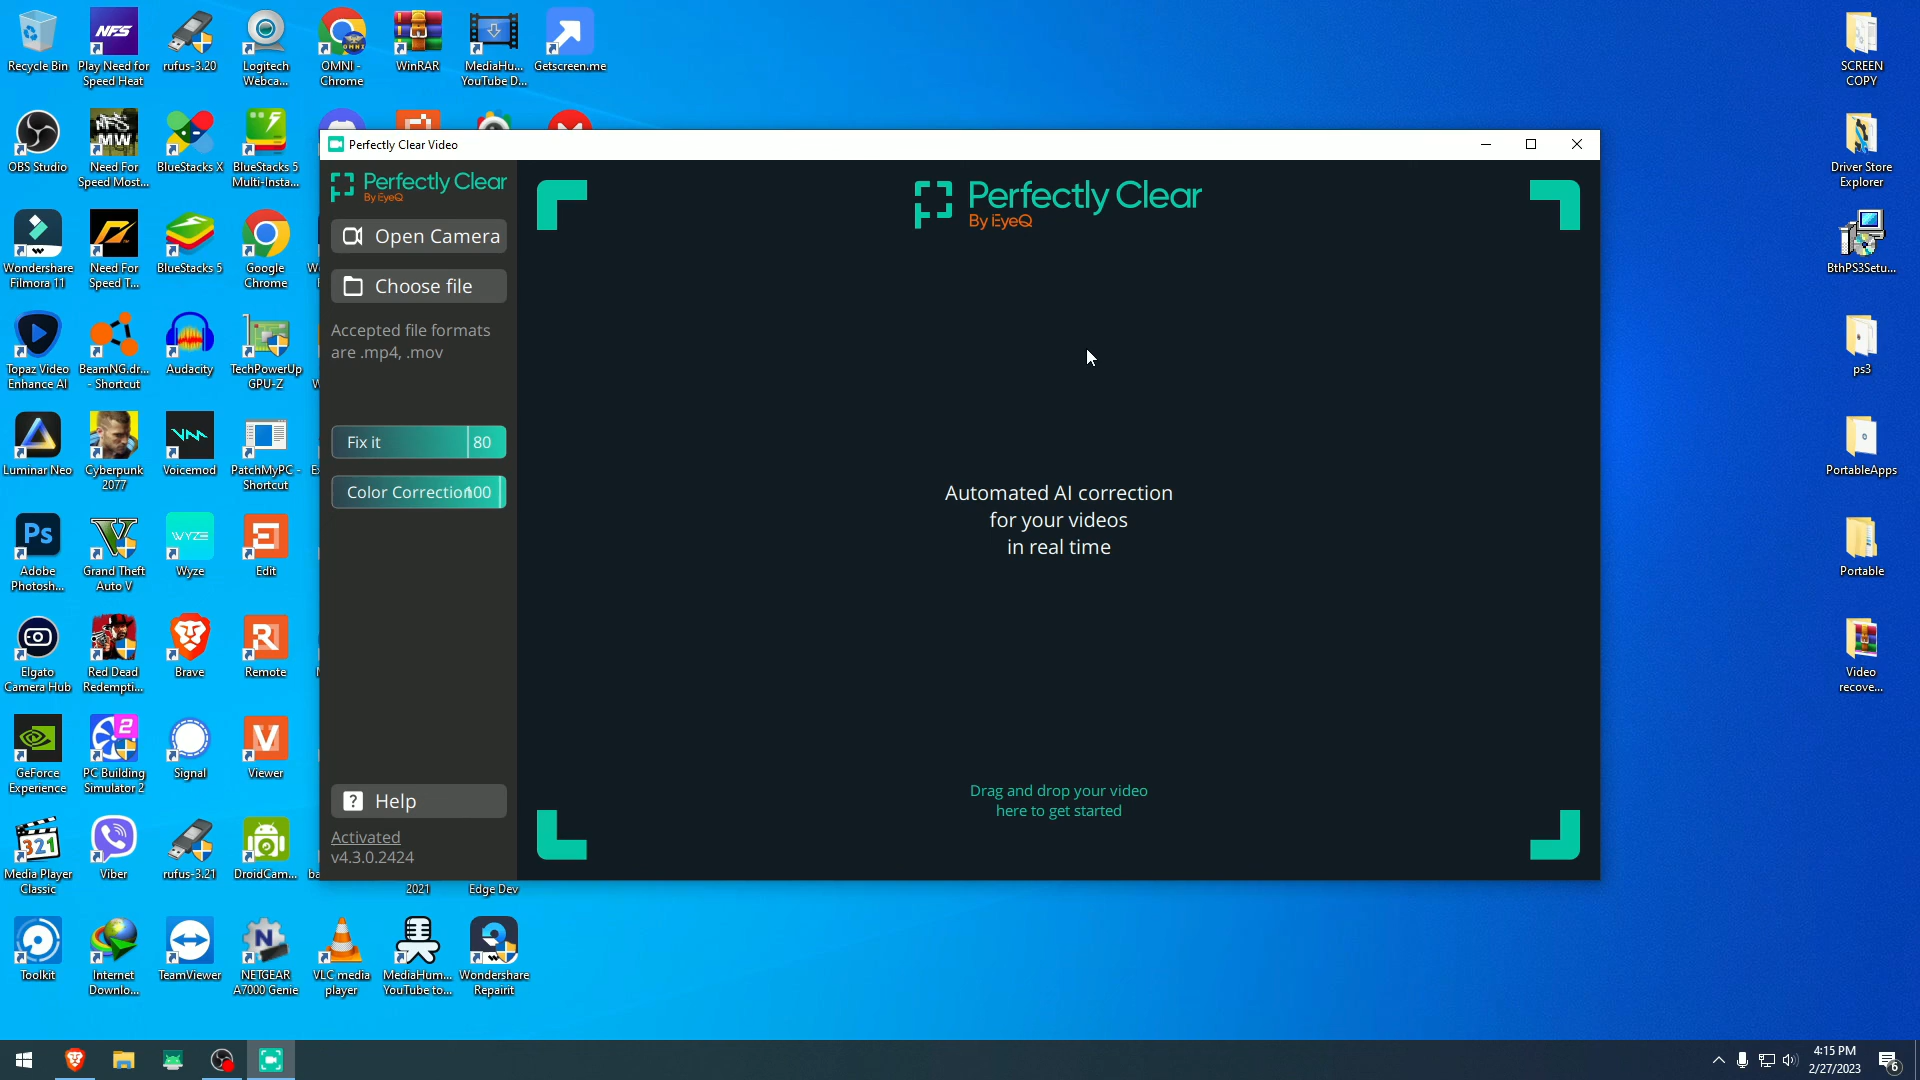 Recycle Bin
Play Need for
Speed Heat
rufus-3.20
Logitech
Webca...
OMNI -
Chrome
WinRAR
MediaHu...
YouTube D...
Getscreen.me
OBS Studio
Need For
Speed Most...
BlueStacks X
BlueStacks 5
Multi-Insta...
Wondershare
Filmora 11
Need For
Speed T...
BlueStacks 5
Google
Chrome
Topaz Video
Enhance AI
BeamNG.dr...
- Shortcut
Audacity
TechPowerUp
GPU-Z
Luminar Neo
Cyberpunk
2077
Voicemod
PatchMyPC -
Shortcut
Adobe
Photosh...
Grand Theft
Auto V
Wyze
Edit
Elgato
Camera Hub
Red Dead
Redempti...
Brave
Remote
GeForce
Experience
PC Building
Simulator 2
Signal
Viewer
Media Player
Classic
Viber
rufus-3.21
DroidCam...
2021
Edge Dev
Toolkit
Internet
Downlo...
TeamViewer
NETGEAR
A7000 Genie
VLC media
player
MediaHum...
YouTube to...
Wondershare
Repairit
Perfectly Clear Video
Perfectly Clear
By EyeQ
Open Camera
Choose file
Accepted file formats
are .mp4, .mov
Fix it 80
Color Correction 100
Help
Activated
v4.3.0.2424
Perfectly Clear
By EyeQ
Automated AI correction
for your videos
in real time
Drag and drop your video
here to get started
SCREEN
COPY
Driver Store
Explorer
BthPS3Setu...
ps3
PortableApps
Portable
Video
recove...
4:15 PM
2/27/2023
6